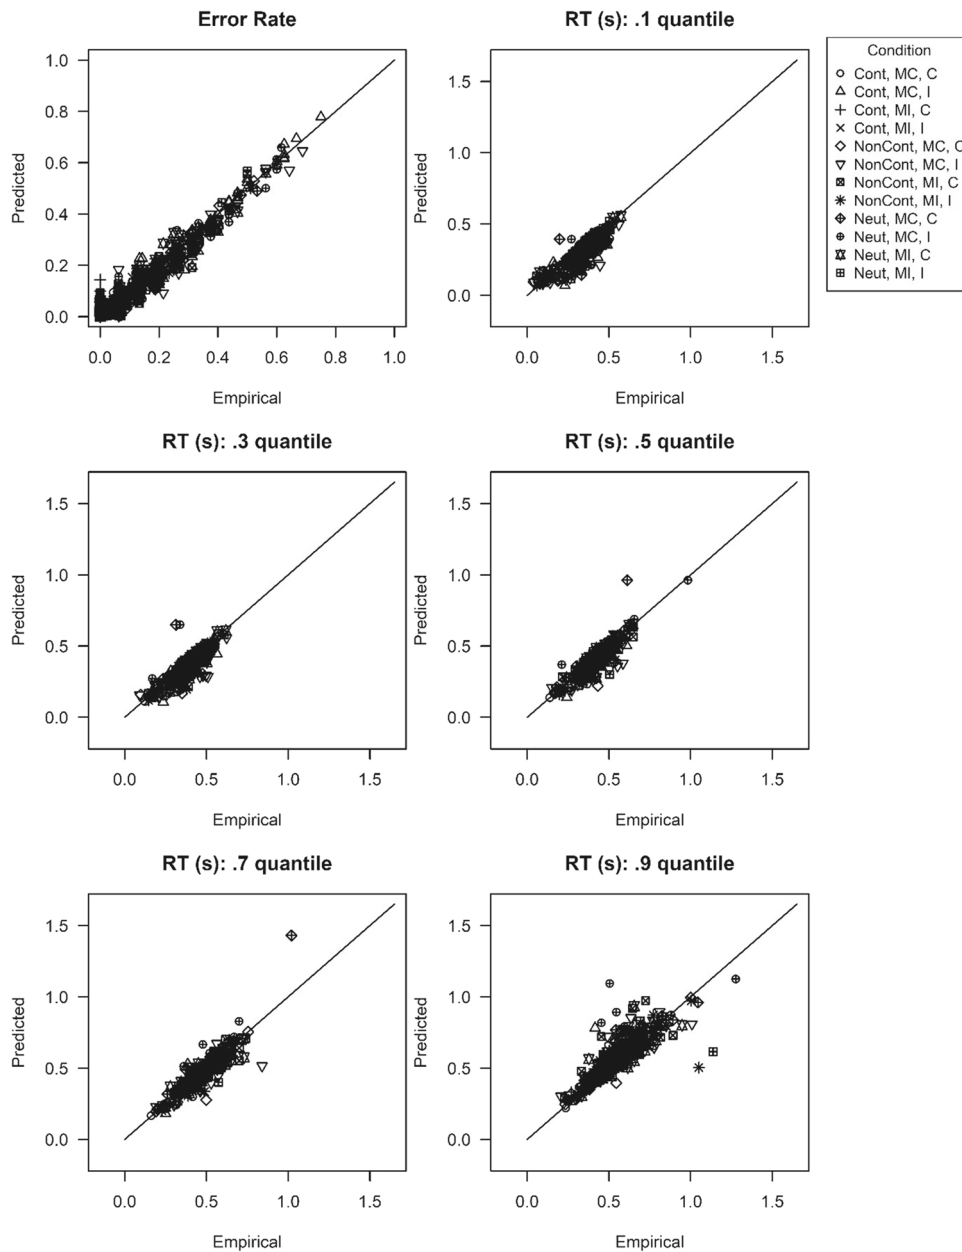 Error Rate
Predicted
1.0
0.8
0.6
0.4
0.2
0.0
0.0 0.2 0.4 0.6 0.8 1.0
Empirical
RT (s): .1 quantile
Predicted
1.5
1.0
0.5
0.0
0.0 0.5 1.0 1.5
Empirical
Condition
Cont, MC, C
Cont, MC, I
Cont, MI, C
Cont, MI, I
NonCont, MC, C
NonCont, MC, I
NonCont, MI, C
NonCont, MI, I
Neut, MC, C
Neut, MC, I
Neut, MI, C
Neut, MI, I
RT (s): .3 quantile
Predicted
1.5
1.0
0.5
0.0
0.0 0.5 1.0 1.5
Empirical
RT (s): .5 quantile
Predicted
1.5
1.0
0.5
0.0
0.0 0.5 1.0 1.5
Empirical
RT (s): .7 quantile
Predicted
1.5
1.0
0.5
0.0
0.0 0.5 1.0 1.5
Empirical
RT (s): .9 quantile
Predicted
1.5
1.0
0.5
0.0
0.0 0.5 1.0 1.5
Empirical